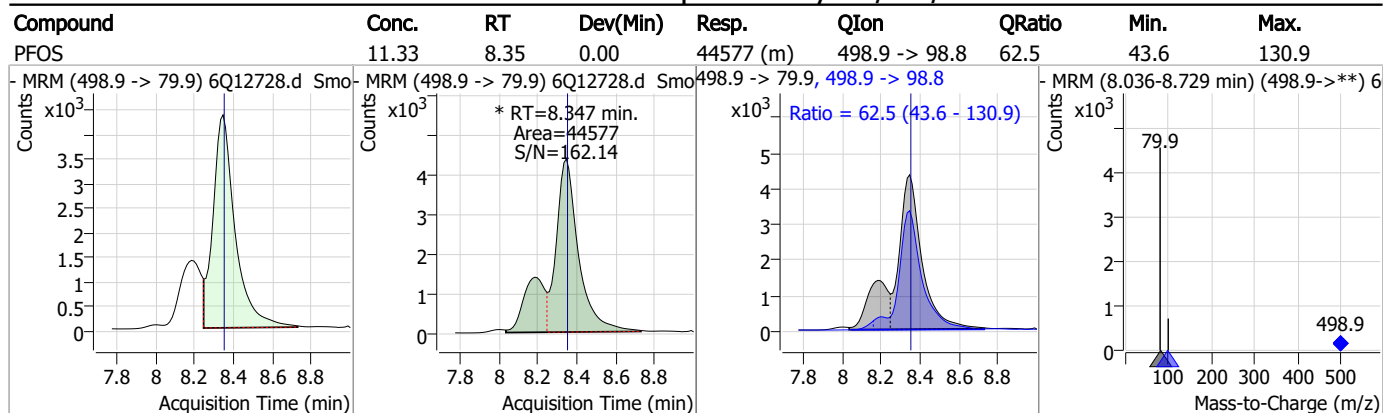 Compound Conc. RT Dev(Min) Resp. QIon QRatio Min. Max.
PFOS 11.33 8.35 0.00 44577 (m) 498.9 -> 98.8 62.5 43.6 130.9
- MRM (498.9 -> 79.9) 6Q12728.d Smo
Counts
x10³
3.5
3
2.5
2
1.5
1
0.5
0
7.8 8 8.2 8.4 8.6 8.8
Acquisition Time (min)
- MRM (498.9 -> 79.9) 6Q12728.d Smo
Counts
x10³
* RT=8.347 min.
Area=44577
S/N=162.14
4
3
2
1
0
7.8 8 8.2 8.4 8.6 8.8
Acquisition Time (min)
498.9 -> 79.9, 498.9 -> 98.8
Counts
x10³
Ratio = 62.5 (43.6 - 130.9)
5
4
3
2
1
0
7.8 8 8.2 8.4 8.6 8.8
Acquisition Time (min)
- MRM (8.036-8.729 min) (498.9->**) 6
Counts
x10³
79.9
4
3
2
1
498.9
0
100 200 300 400 500
Mass-to-Charge (m/z)